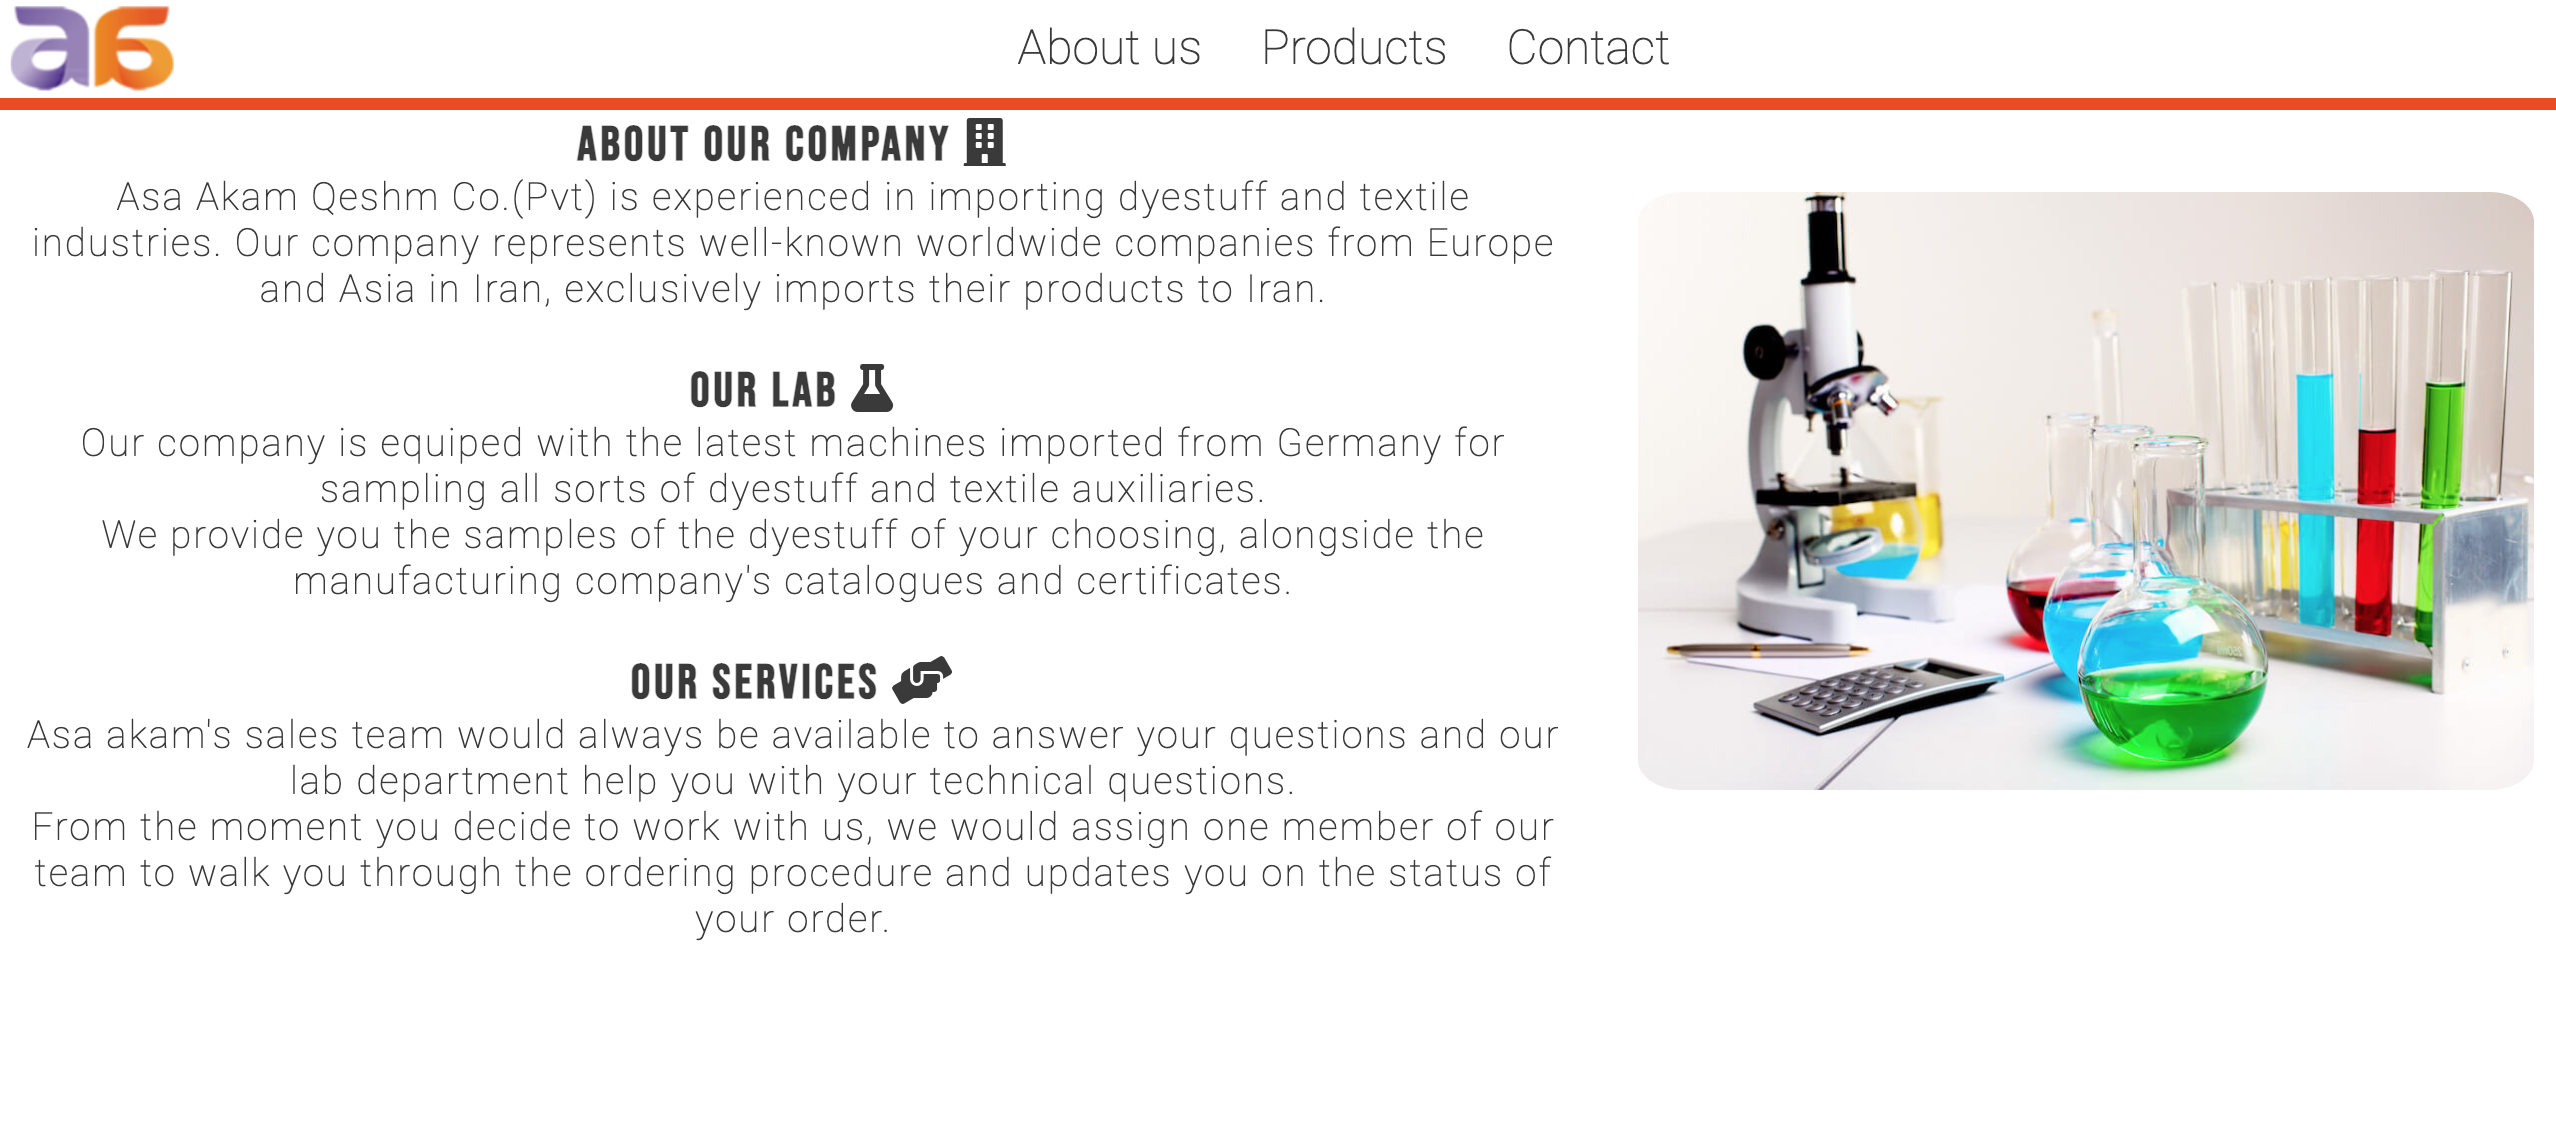 a6
About us Products Contact
ABOUT OUR COMPANY
Asa Akam Qeshm Co.(Pvt) is experienced in importing dyestuff and textile
industries. Our company represents well-known worldwide companies from Europe
and Asia in Iran, exclusively imports their products to Iran.
OUR LAB
Our company is equiped with the latest machines imported from Germany for
sampling all sorts of dyestuff and textile auxiliaries.
We provide you the samples of the dyestuff of your choosing, alongside the
manufacturing company's catalogues and certificates.
OUR SERVICES
Asa akam's sales team would always be available to answer your questions and our
lab department help you with your technical questions.
From the moment you decide to work with us, we would assign one member of our
team to walk you through the ordering procedure and updates you on the status of
your order.